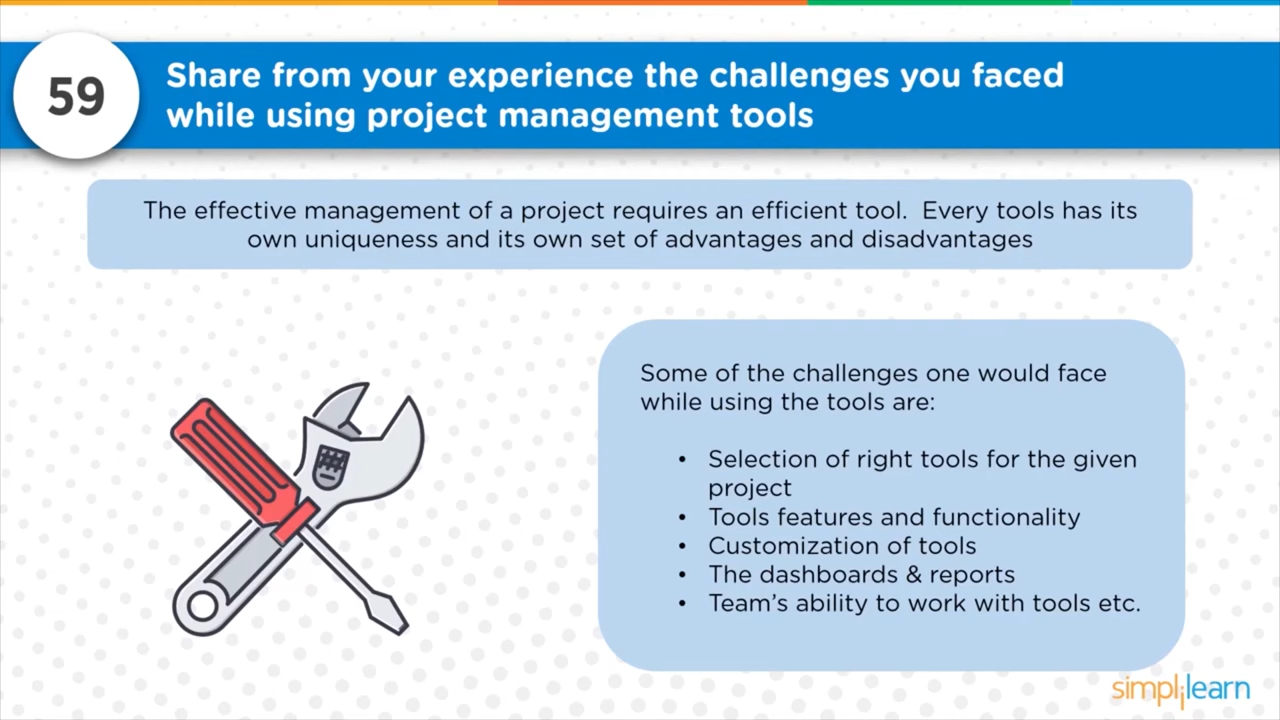 59
Share from your experience the challenges you faced
while using project management tools
The effective management of a project requires an efficient tool. Every tools has its
own uniqueness and its own set of advantages and disadvantages
Some of the challenges one would face
while using the tools are:
• Selection of right tools for the given
project
• Tools features and functionality
• Customization of tools
• The dashboards & reports
• Team's ability to work with tools etc.
simplilearn